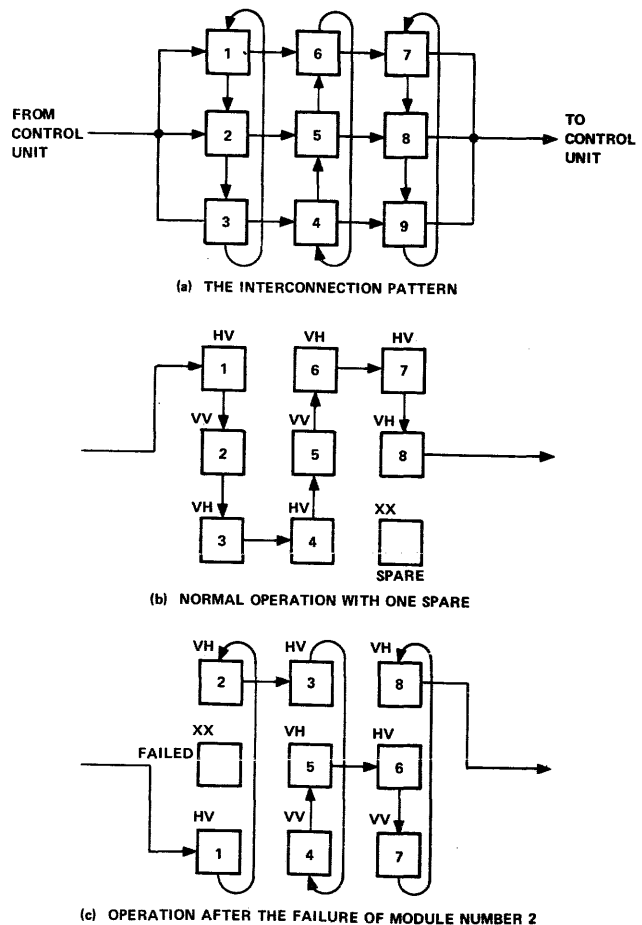 1 6 7
FROM
CONTROL
UNIT
2 5 8
TO
CONTROL
UNIT
3 4 9
(a) THE INTERCONNECTION PATTERN
HV VH HV
1 6 7
VV VV VH
2 5 8
VH HV XX
3 4
SPARE
(b) NORMAL OPERATION WITH ONE SPARE
VH HV VH
2 3 8
XX VH HV
FAILED 5 6
HV VV VV
1 4 7
(c) OPERATION AFTER THE FAILURE OF MODULE NUMBER 2